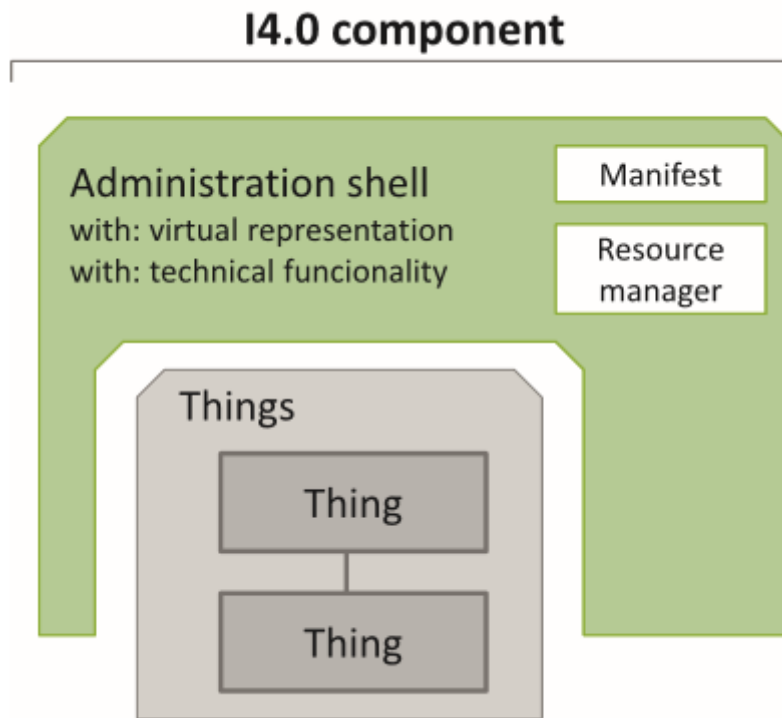 I4.0 component
Administration shell
with: virtual representation
with: technical funcionality
Manifest
Resource
manager
Things
Thing
Thing